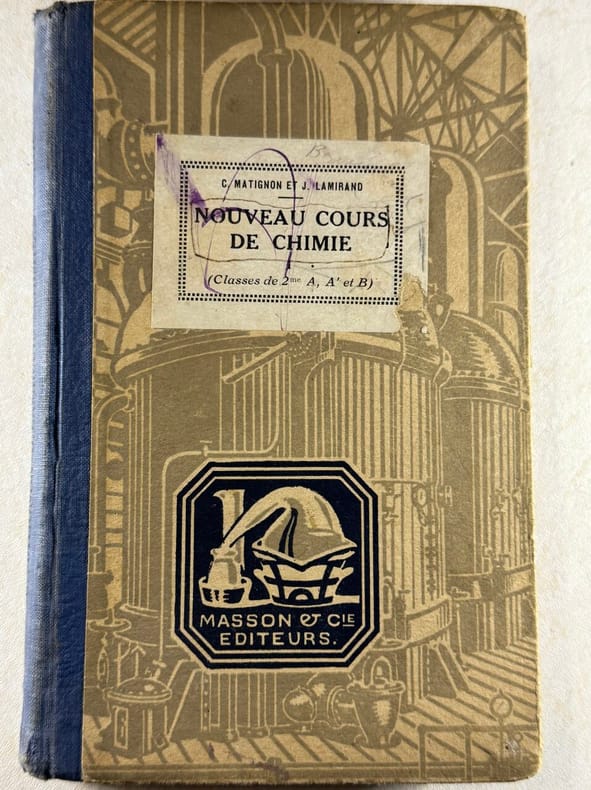 C. MATIGNON ET J. LAMIRAND
NOUVEAU COURS
DE CHIMIE
(Classes de 2me A, A' et B)
MASSON & CIE
EDITEURS.